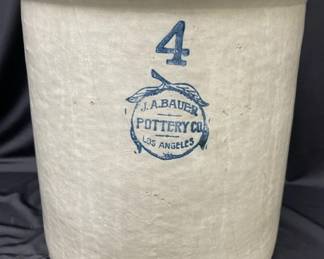 4
J.A.BAUER
POTTERY CO.
LOS ANGELES